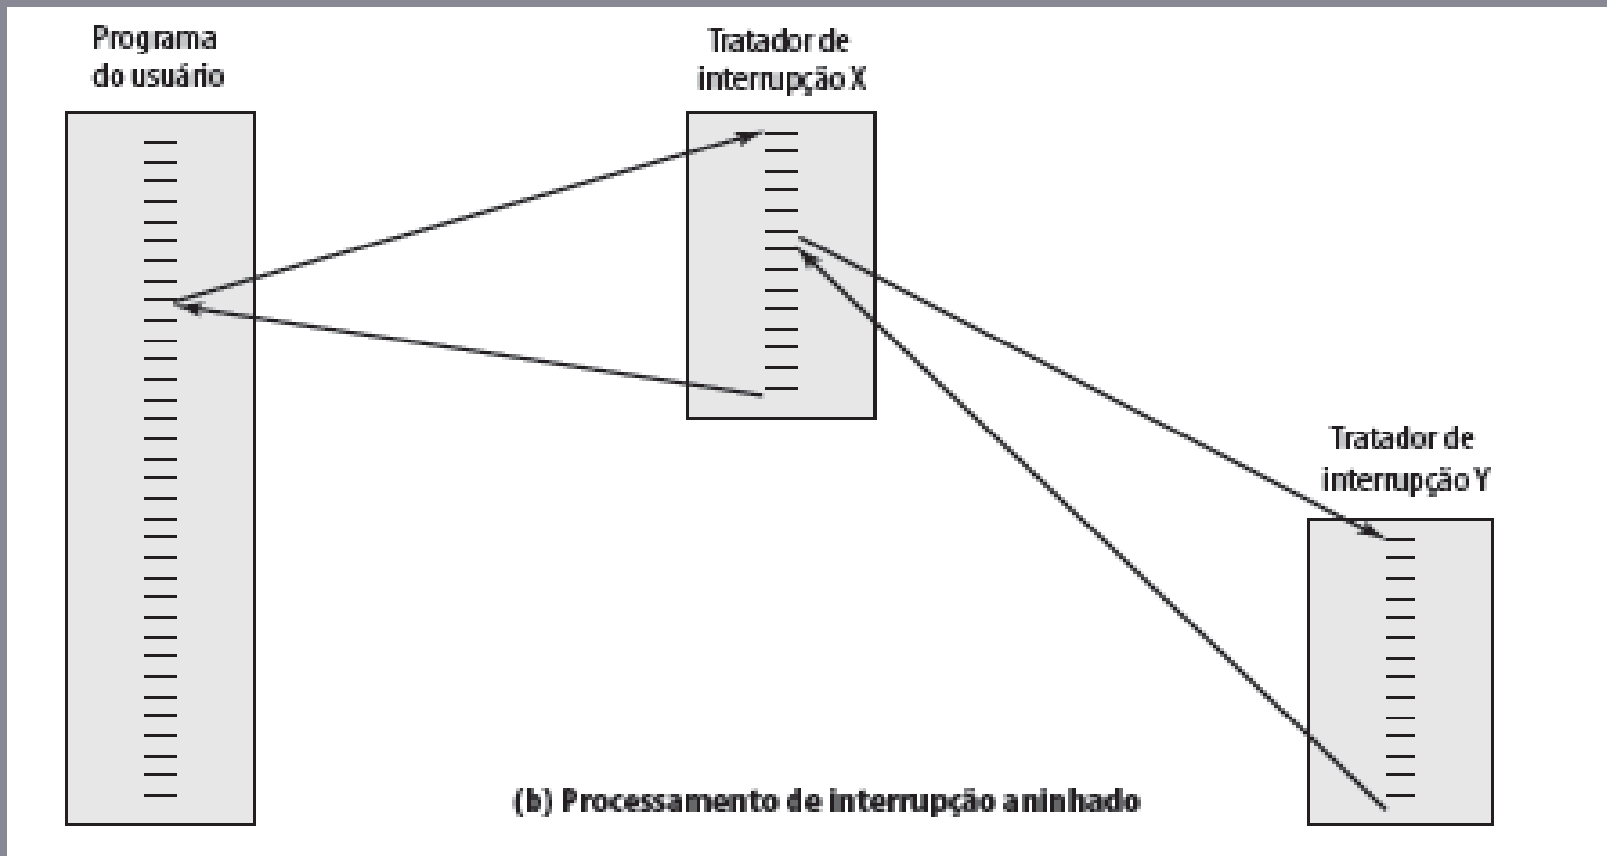 Programa
do usuário
Tratador de
interrupção X
Tratador de
interrupção Y
(b) Processamento de interrupção aninhado